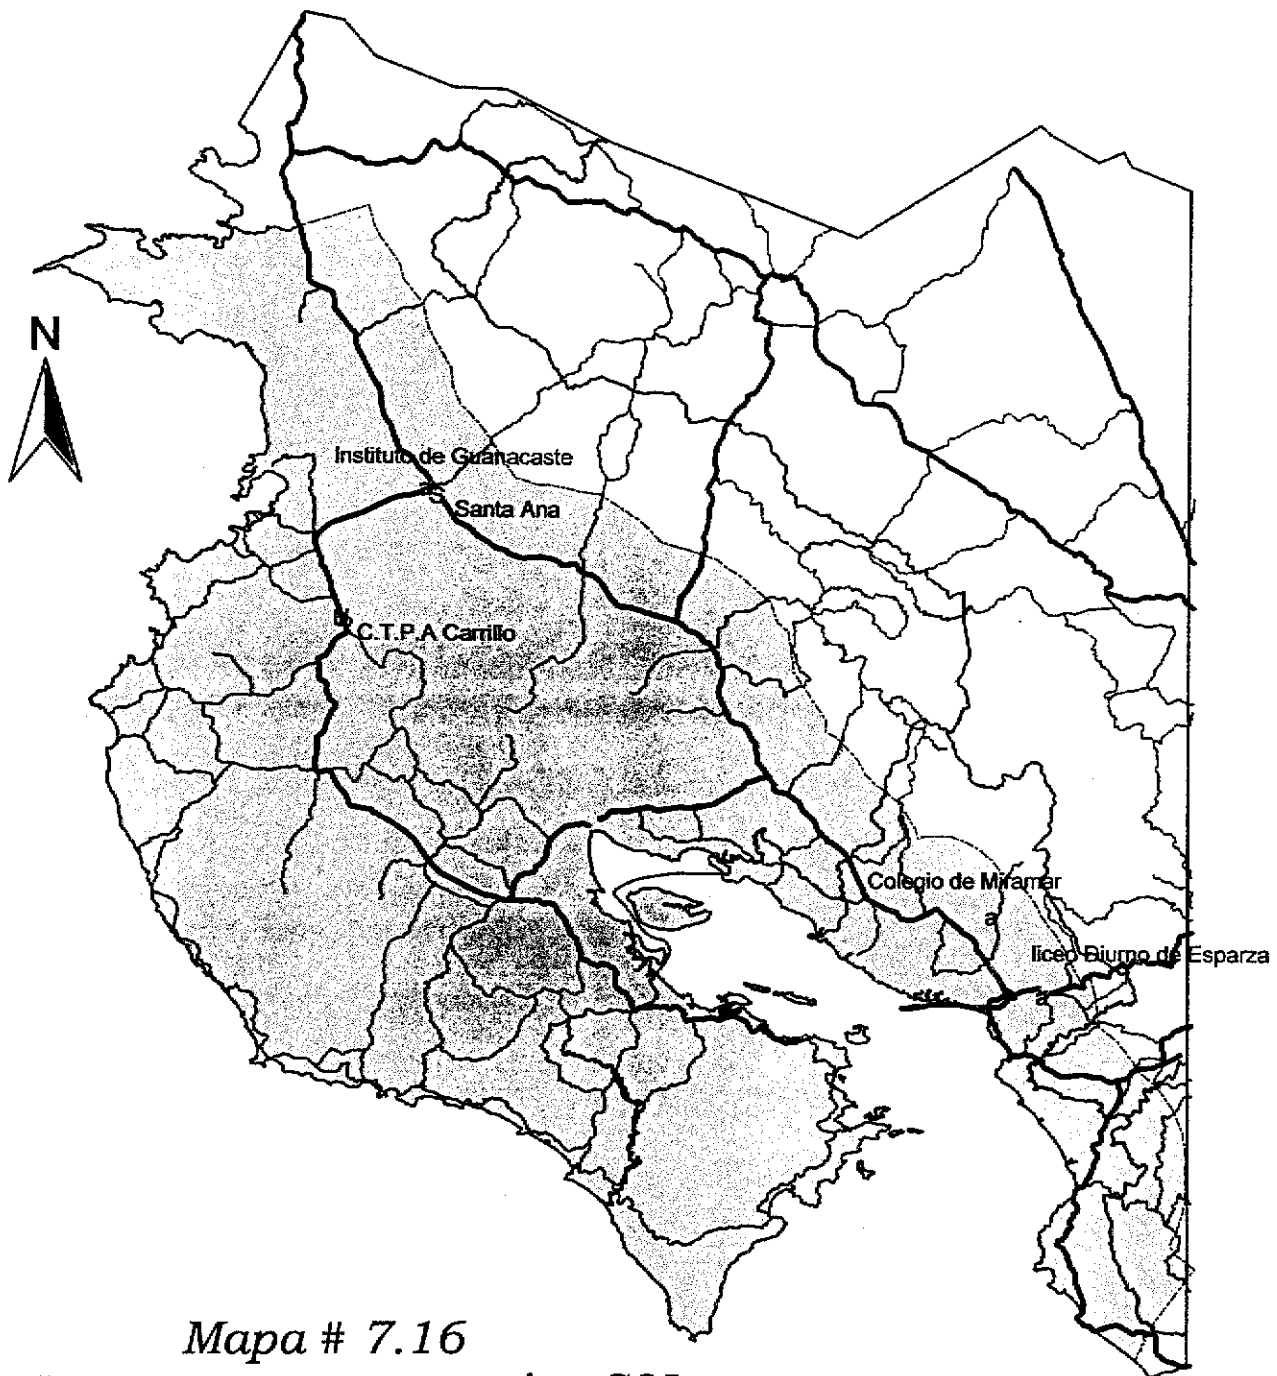 N
Instituto de Guanacaste
Santa Ana
C.T.P.A Carrillo
Colegio de Miramar
a
liceo Diurno de Esparza
a
Mapa # 7.16